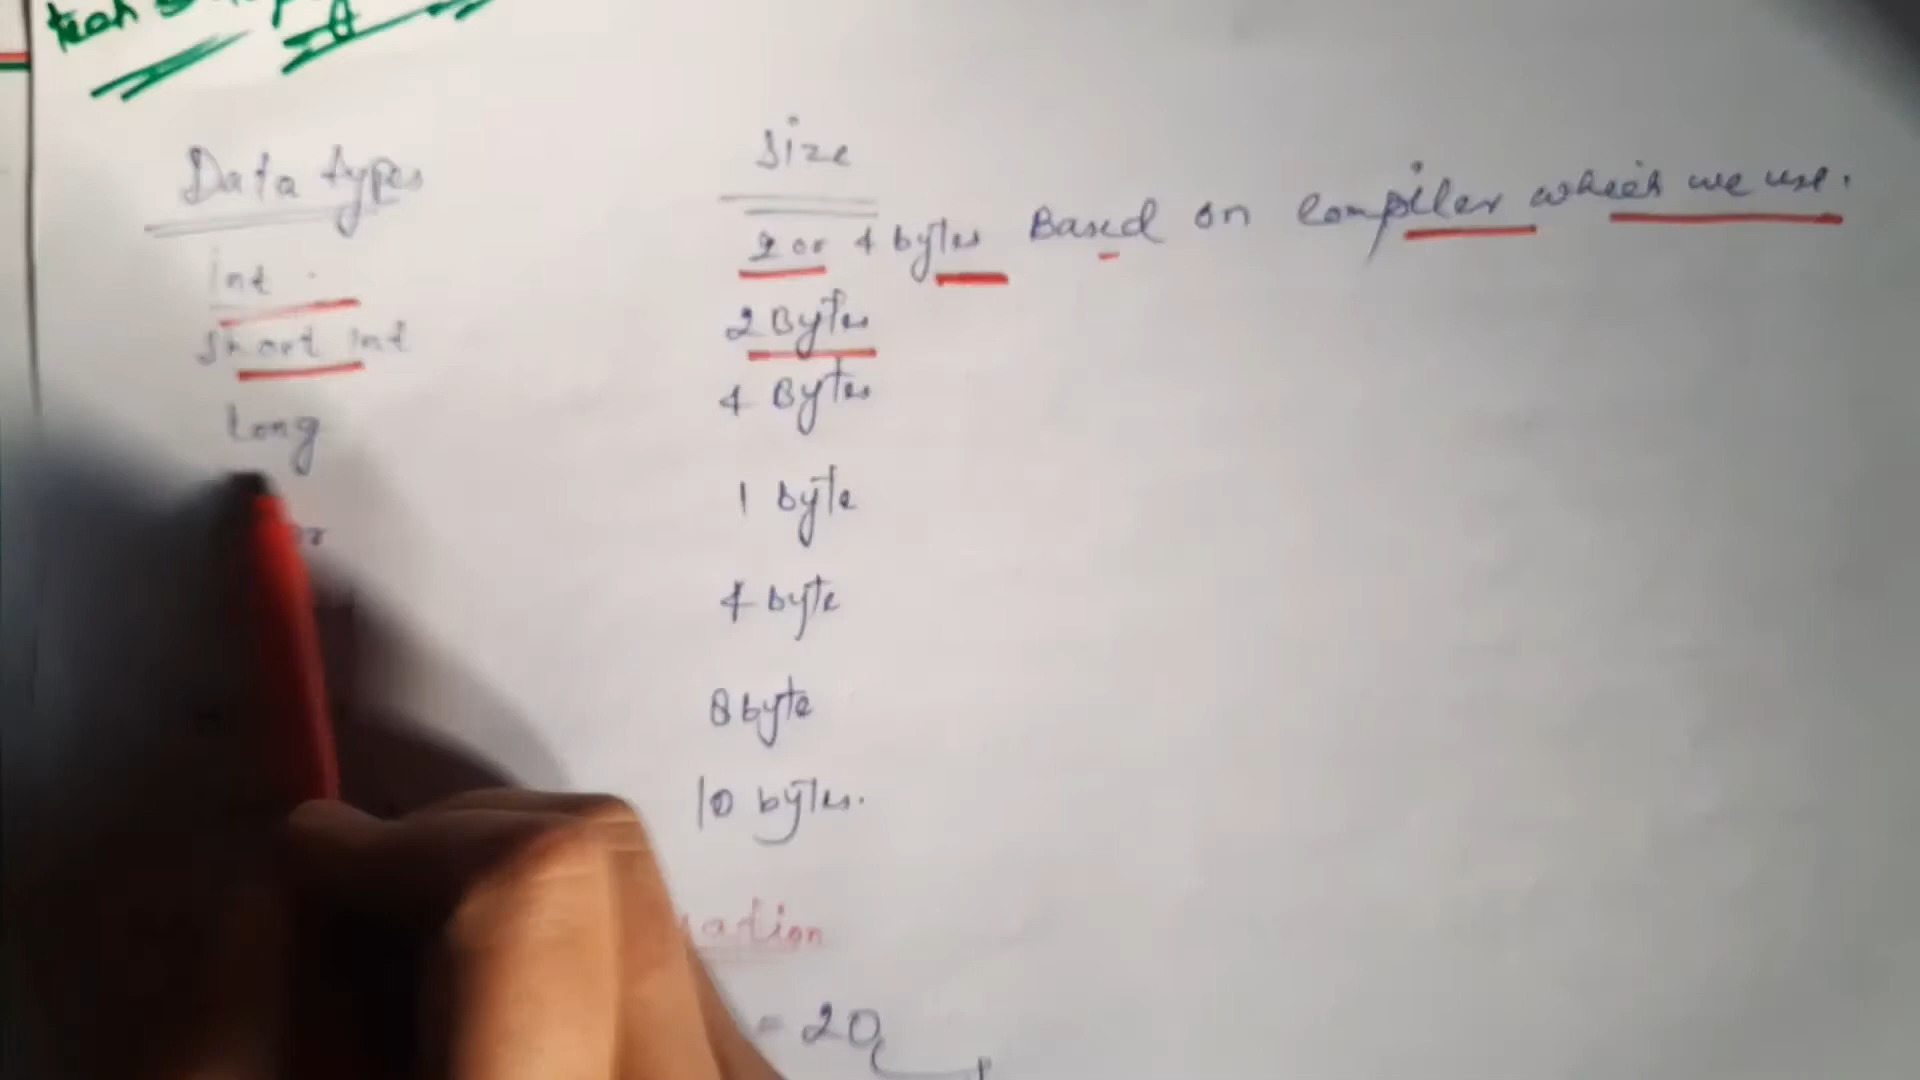 Data types Size
int 2 or 4 bytes Based on compiler which we use.
Short int 2 Bytes
Long 4 Bytes
1 byte
4 byte
8 byte
10 bytes.
= 20